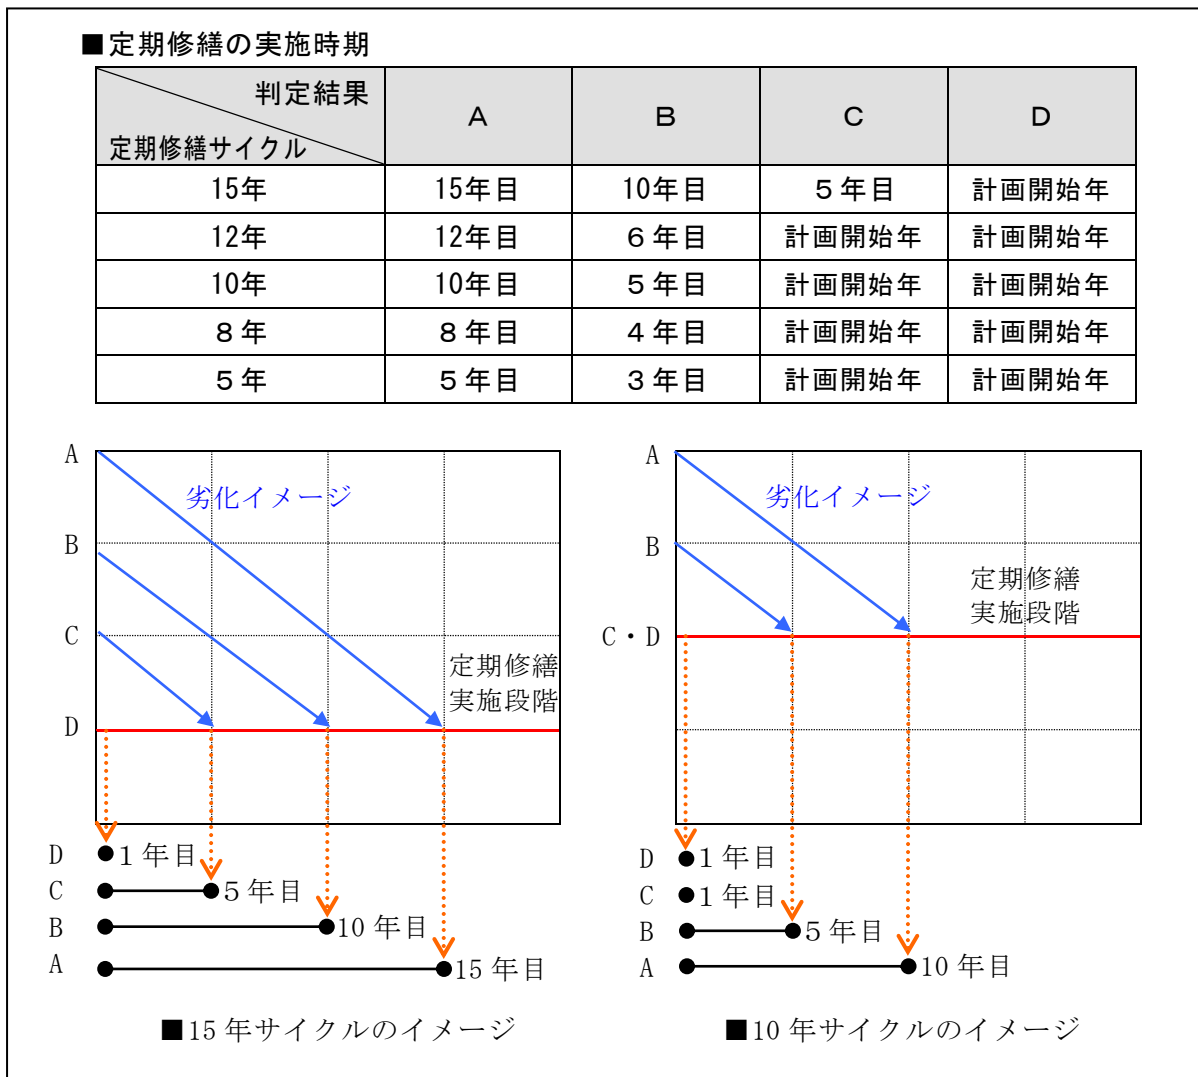 ■定期修繕の実施時期
判定結果
定期修繕サイクル
A B C D
15年 15年目 10年目 5年目 計画開始年
12年 12年目 6年目 計画開始年 計画開始年
10年 10年目 5年目 計画開始年 計画開始年
8年 8年目 4年目 計画開始年 計画開始年
5年 5年目 3年目 計画開始年 計画開始年
A
劣化イメージ
B
C
定期修繕
実施段階
D
D 1年目
C 5年目
B 10年目
A 15年目
■15年サイクルのイメージ
A
劣化イメージ
B
定期修繕
実施段階
C・D
D 1年目
C 1年目
B 5年目
A 10年目
■10年サイクルのイメージ